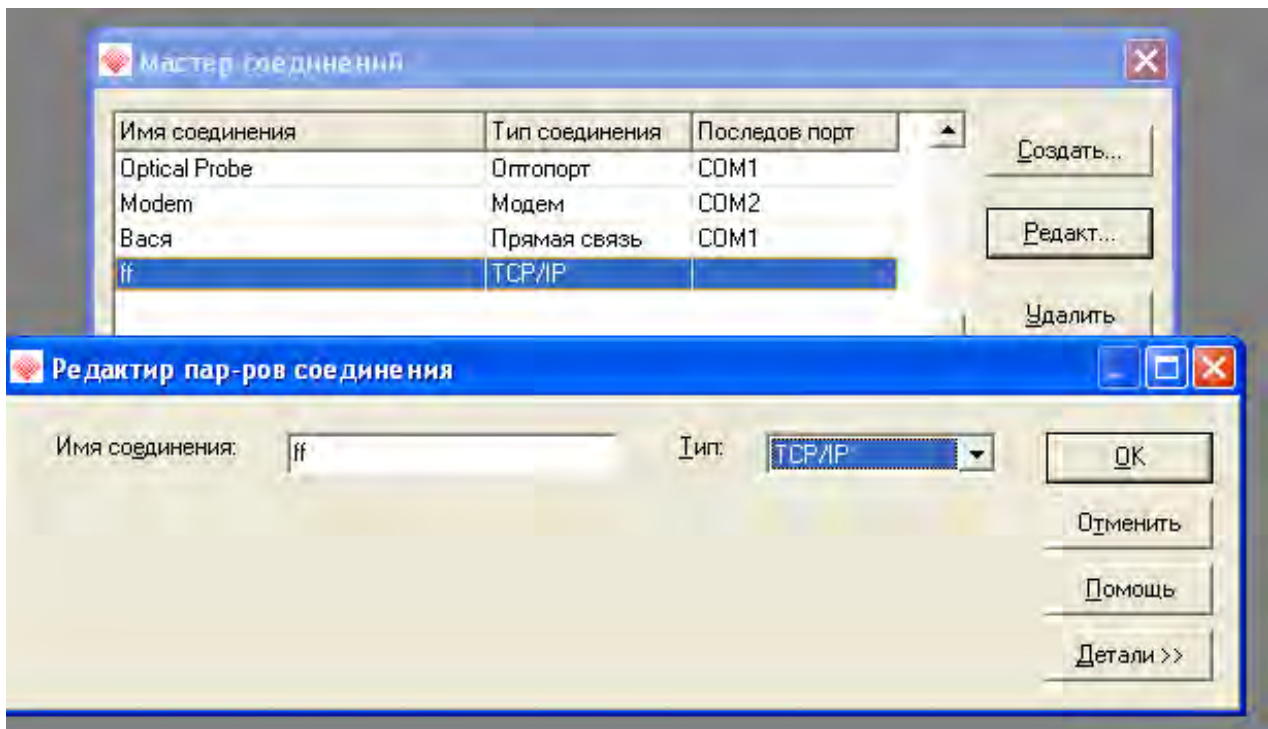 Мастер соединений
Имя соединения Тип соединения Последов порт
Optical Probe Оптопорт COM1
Modem Модем COM2
Вася Прямая связь COM1
ff TCP/IP
Создать...
Редакт...
Удалить
Редактир пар-ров соединения
Имя соединения: ff Тип: TCP/IP
OK
Отменить
Помощь
Детали >>